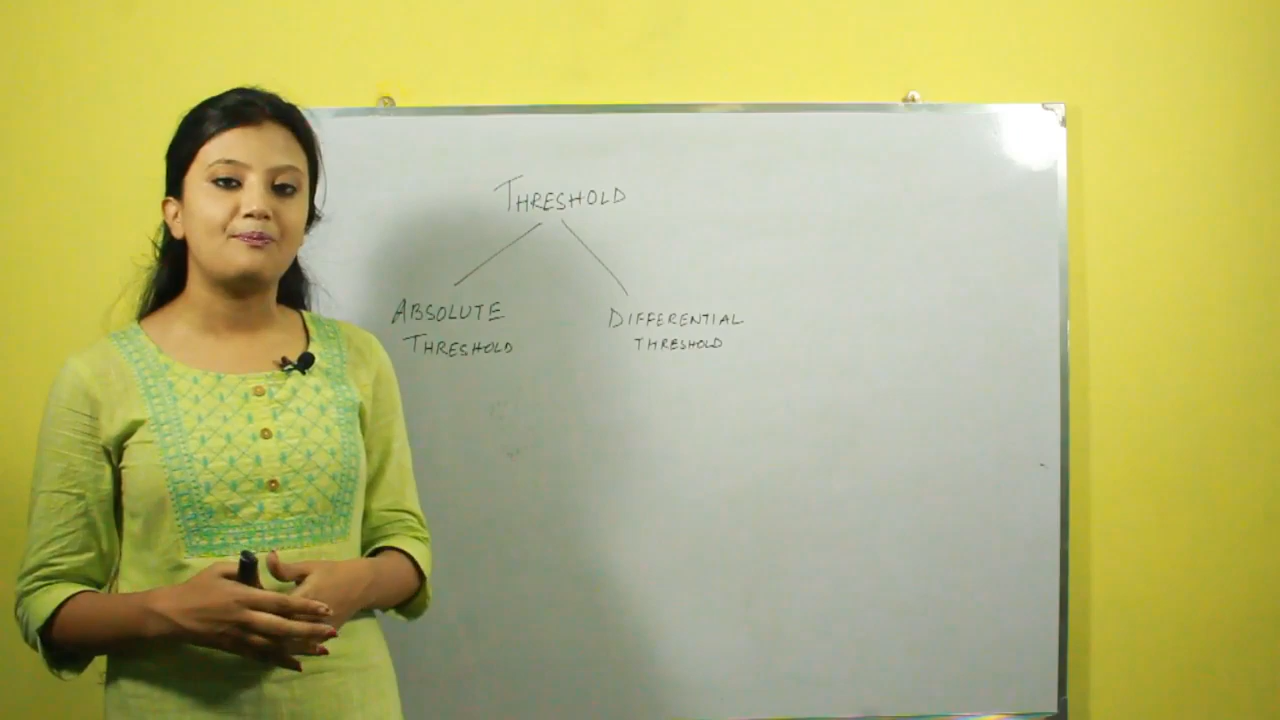 THRESHOLD
ABSOLUTE
THRESHOLD
DIFFERENTIAL
THRESHOLD